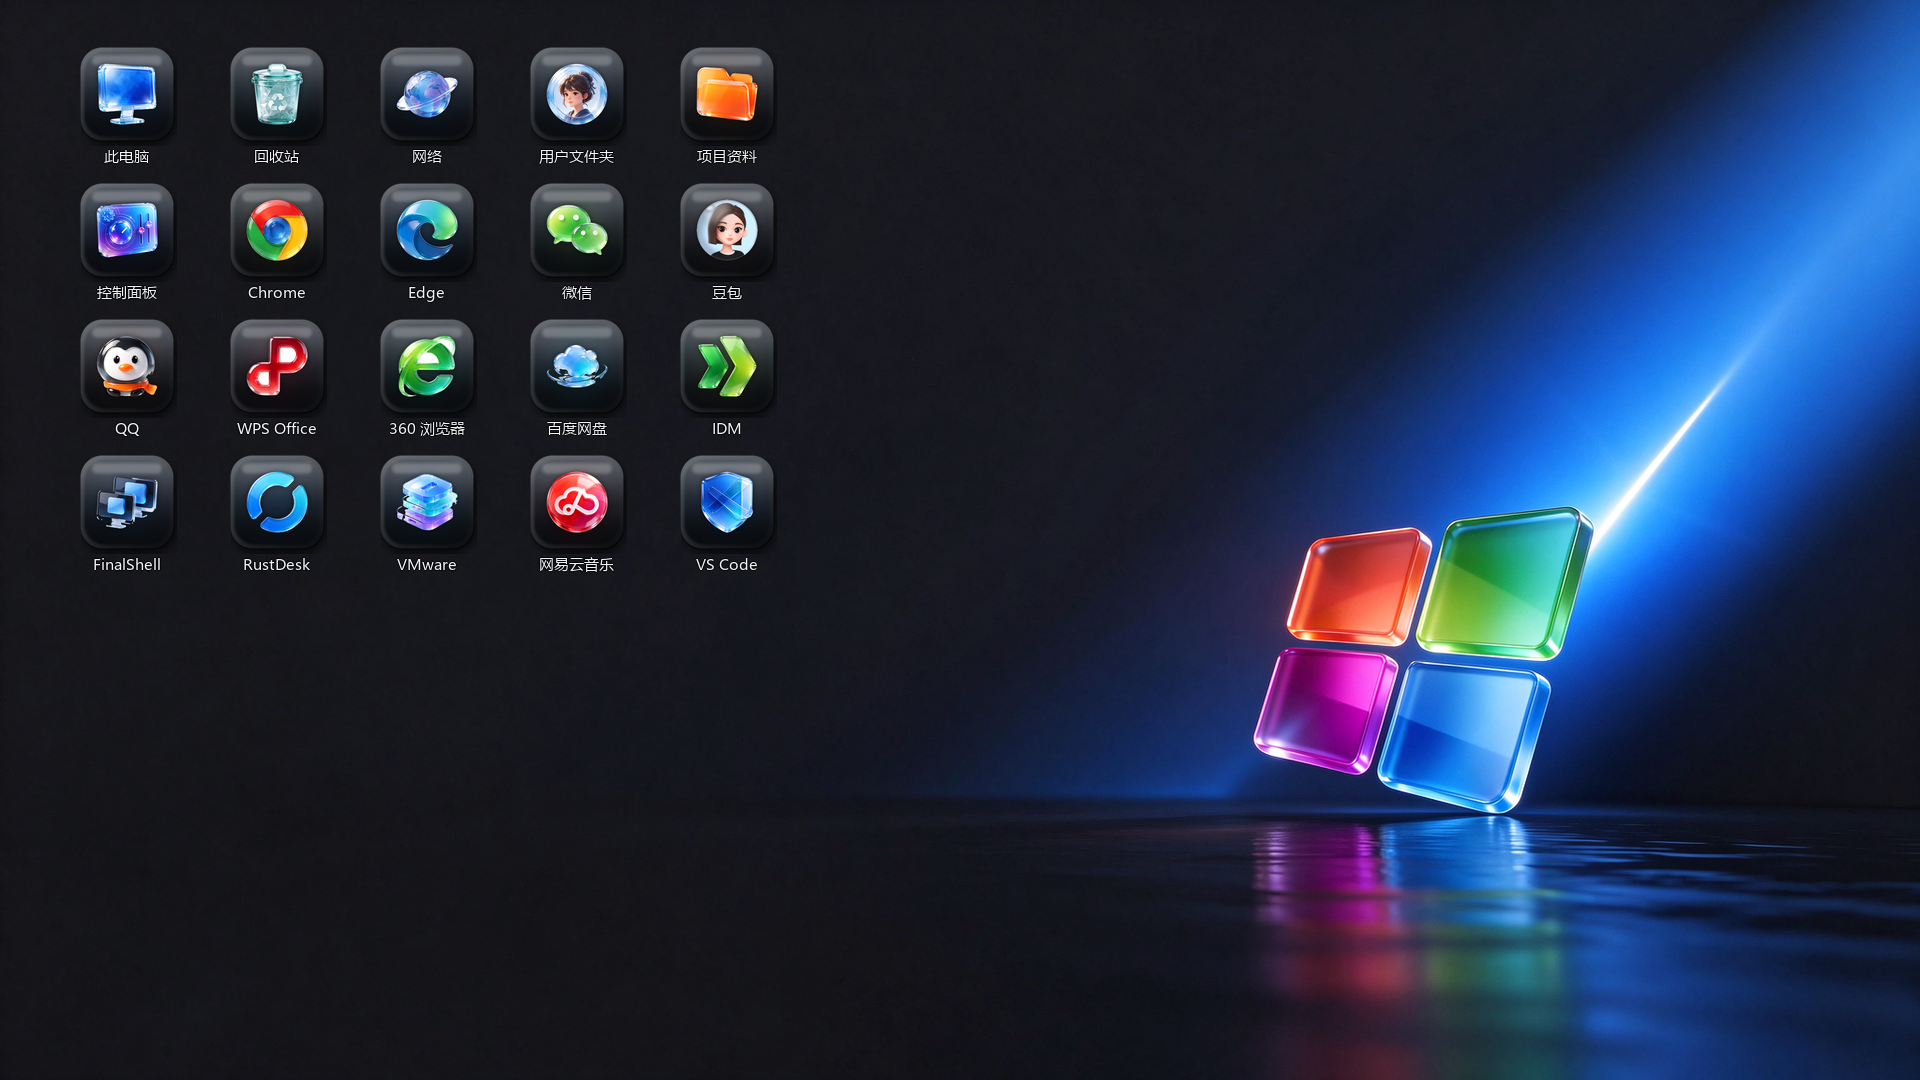 此电脑
回收站
网络
用户文件夹
项目资料
控制面板
Chrome
Edge
微信
豆包
QQ
WPS Office
360 浏览器
百度网盘
IDM
FinalShell
RustDesk
VMware
网易云音乐
VS Code